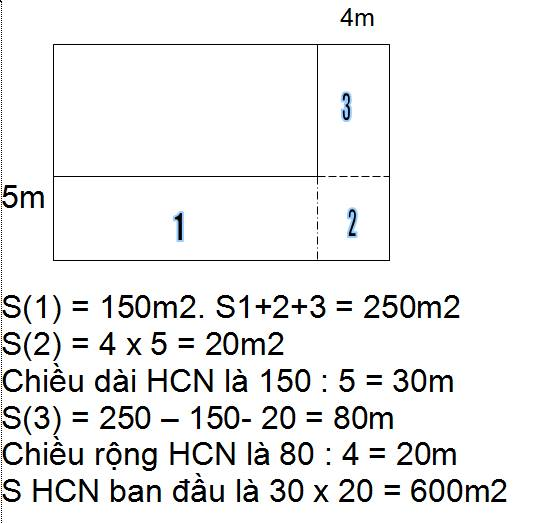 4m
3
5m
1
2
S(1) = 150m2. S1+2+3 = 250m2
S(2) = 4 x 5 = 20m2
Chiều dài HCN là 150 : 5 = 30m
S(3) = 250 – 150- 20 = 80m
Chiều rộng HCN là 80 : 4 = 20m
S HCN ban đầu là 30 x 20 = 600m2